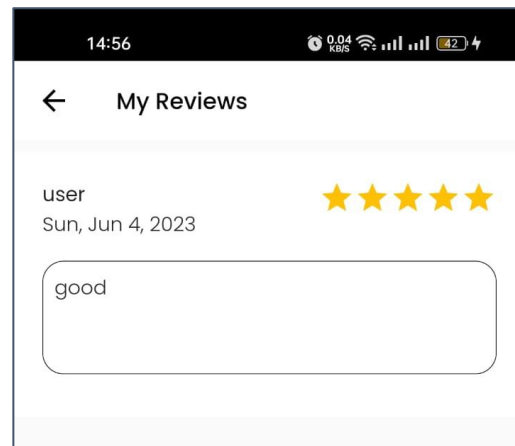 14:56 0.04 KB/S 42
My Reviews
user
Sun, Jun 4, 2023
good